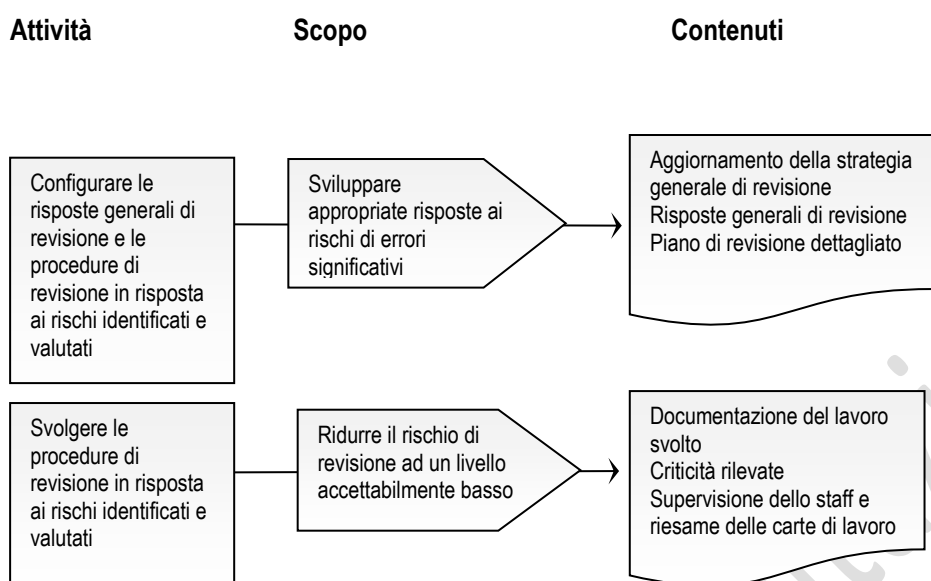 Attività Scopo Contenuti
Configurare le
risposte generali di
revisione e le
procedure di
revisione in risposta
ai rischi identificati e
valutati
Sviluppare
appropriate risposte ai
rischi di errori
significativi
Aggiornamento della strategia
generale di revisione
Risposte generali di revisione
Piano di revisione dettagliato
Svolgere le
procedure di
revisione in risposta
ai rischi identificati e
valutati
Ridurre il rischio di
revisione ad un livello
accettabilmente basso
Documentazione del lavoro
svolto
Criticità rilevate
Supervisione dello staff e
riesame delle carte di lavoro